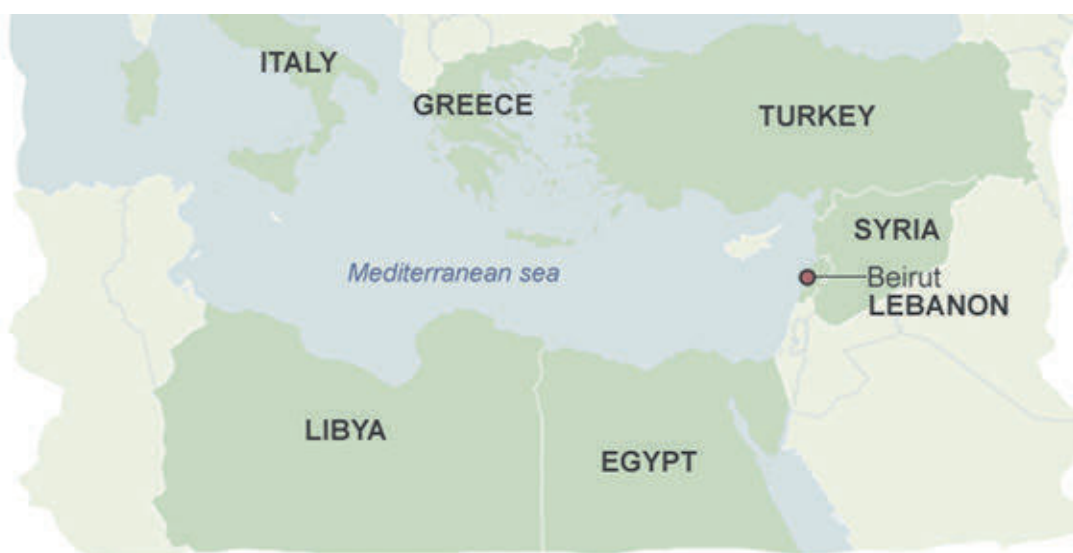 ITALY
GREECE
TURKEY
SYRIA
Mediterranean sea
Beirut
LEBANON
LIBYA
EGYPT